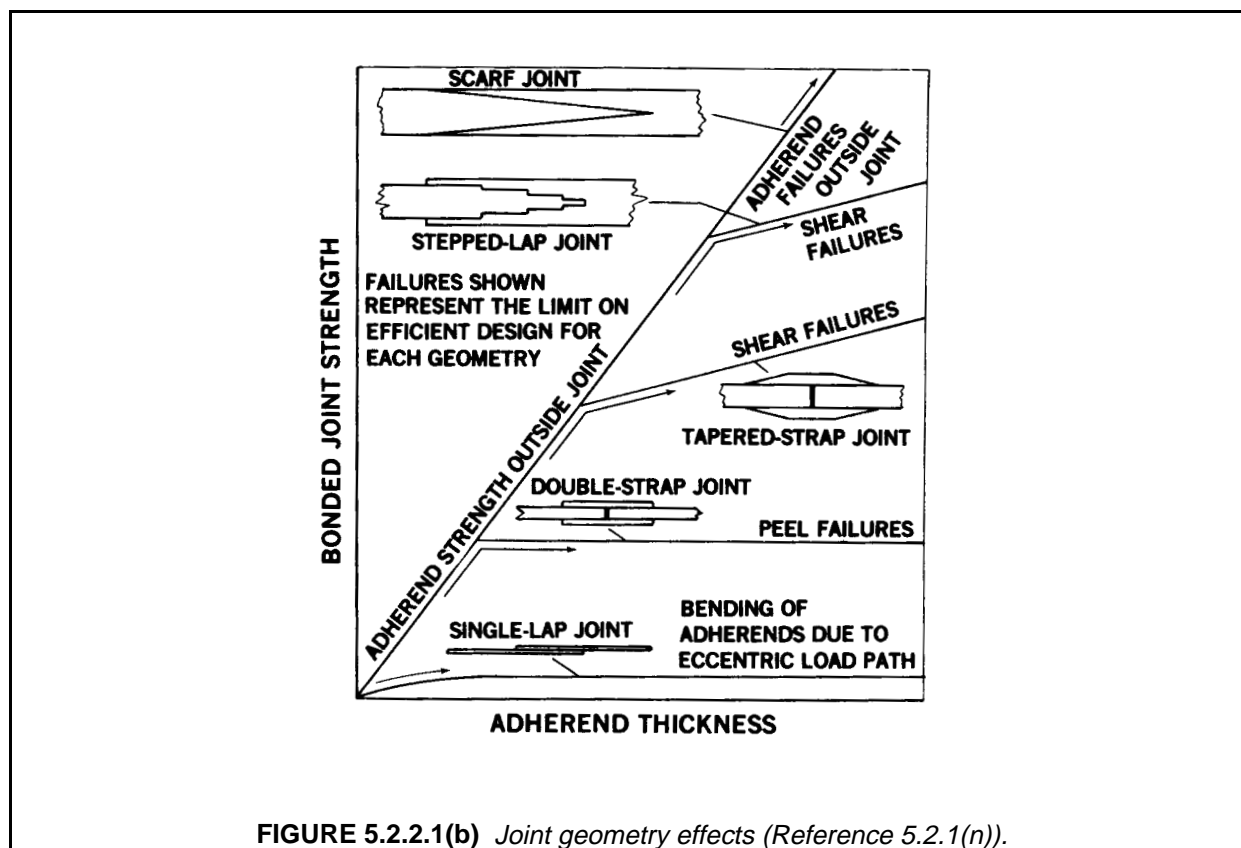 SCARF JOINT
ADHEREND
FAILURES
OUTSIDE
JOINT
STEPPED-LAP JOINT
SHEAR
FAILURES
FAILURES SHOWN
REPRESENT THE LIMIT ON
EFFICIENT DESIGN FOR
EACH GEOMETRY
SHEAR FAILURES
TAPERED-STRAP JOINT
BONDED JOINT STRENGTH
ADHEREND STRENGTH OUTSIDE JOINT
DOUBLE-STRAP JOINT
PEEL FAILURES
SINGLE-LAP JOINT
BENDING OF
ADHERENDS DUE TO
ECCENTRIC LOAD PATH
ADHEREND THICKNESS
FIGURE 5.2.2.1(b) Joint geometry effects (Reference 5.2.1(n)).